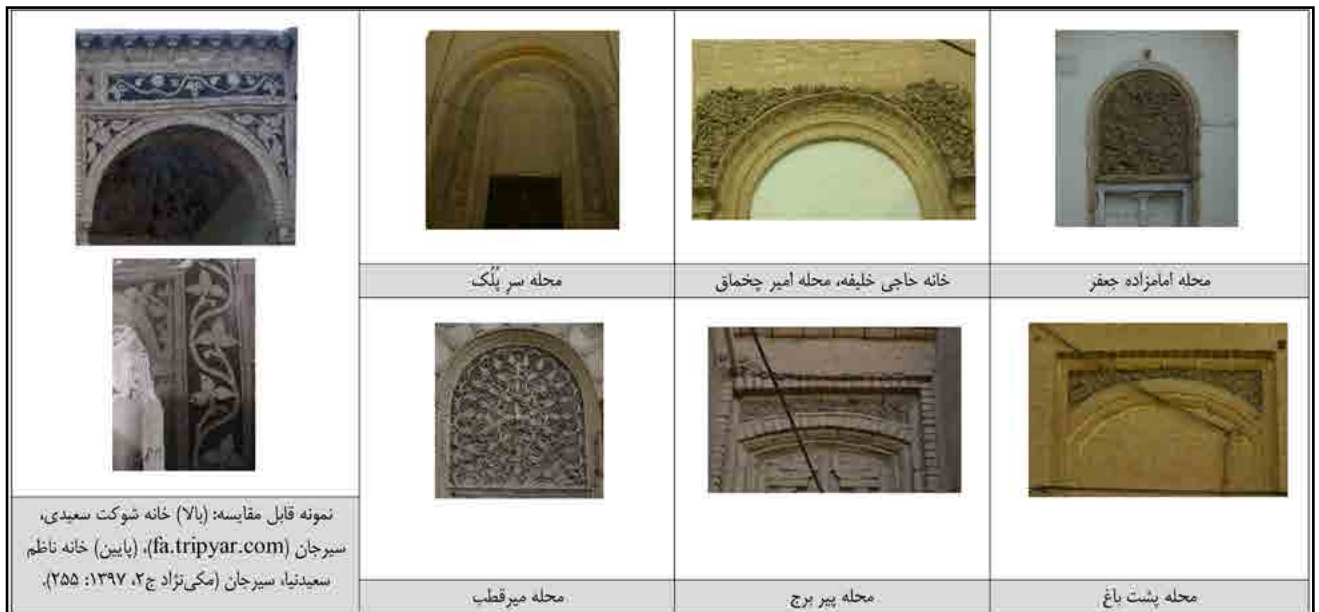 محله امامزاده جعفر
خانه حاجی خلیفه، محله امیر چخماق
محله سر پُلُک
محله پشت باغ
محله پیر برج
محله میرقطب
نمونه قابل مقایسه: (بالا) خانه شوکت سعیدی،
سیرجان (fa.tripyar.com)، (پایین) خانه ناظم
سعیدنیا، سیرجان (مکی‌نژاد ج۲، ۱۳۹۷: ۲۵۵).